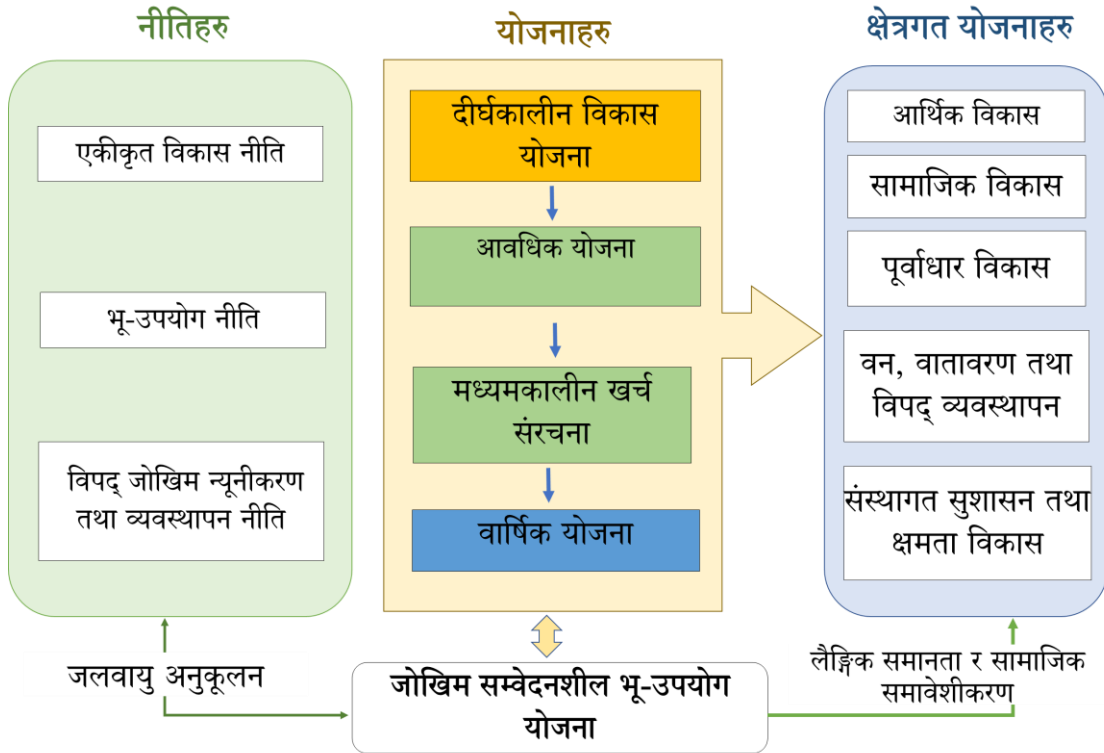 नीतिहरु
एकीकृत विकास नीति
भू-उपयोग नीति
विपद् जोखिम न्यूनीकरण
तथा व्यवस्थापन नीति
योजनाहरु
दीर्घकालीन विकास
योजना
आवधिक योजना
मध्यमकालीन खर्च
संरचना
वार्षिक योजना
क्षेत्रगत योजनाहरु
आर्थिक विकास
सामाजिक विकास
पूर्वाधार विकास
वन, वातावरण तथा
विपद् व्यवस्थापन
संस्थागत सुशासन तथा
क्षमता विकास
जलवायु अनुकूलन
जोखिम सम्वेदनशील भू-उपयोग
योजना
लैङ्गिक समानता र सामाजिक
समावेशीकरण